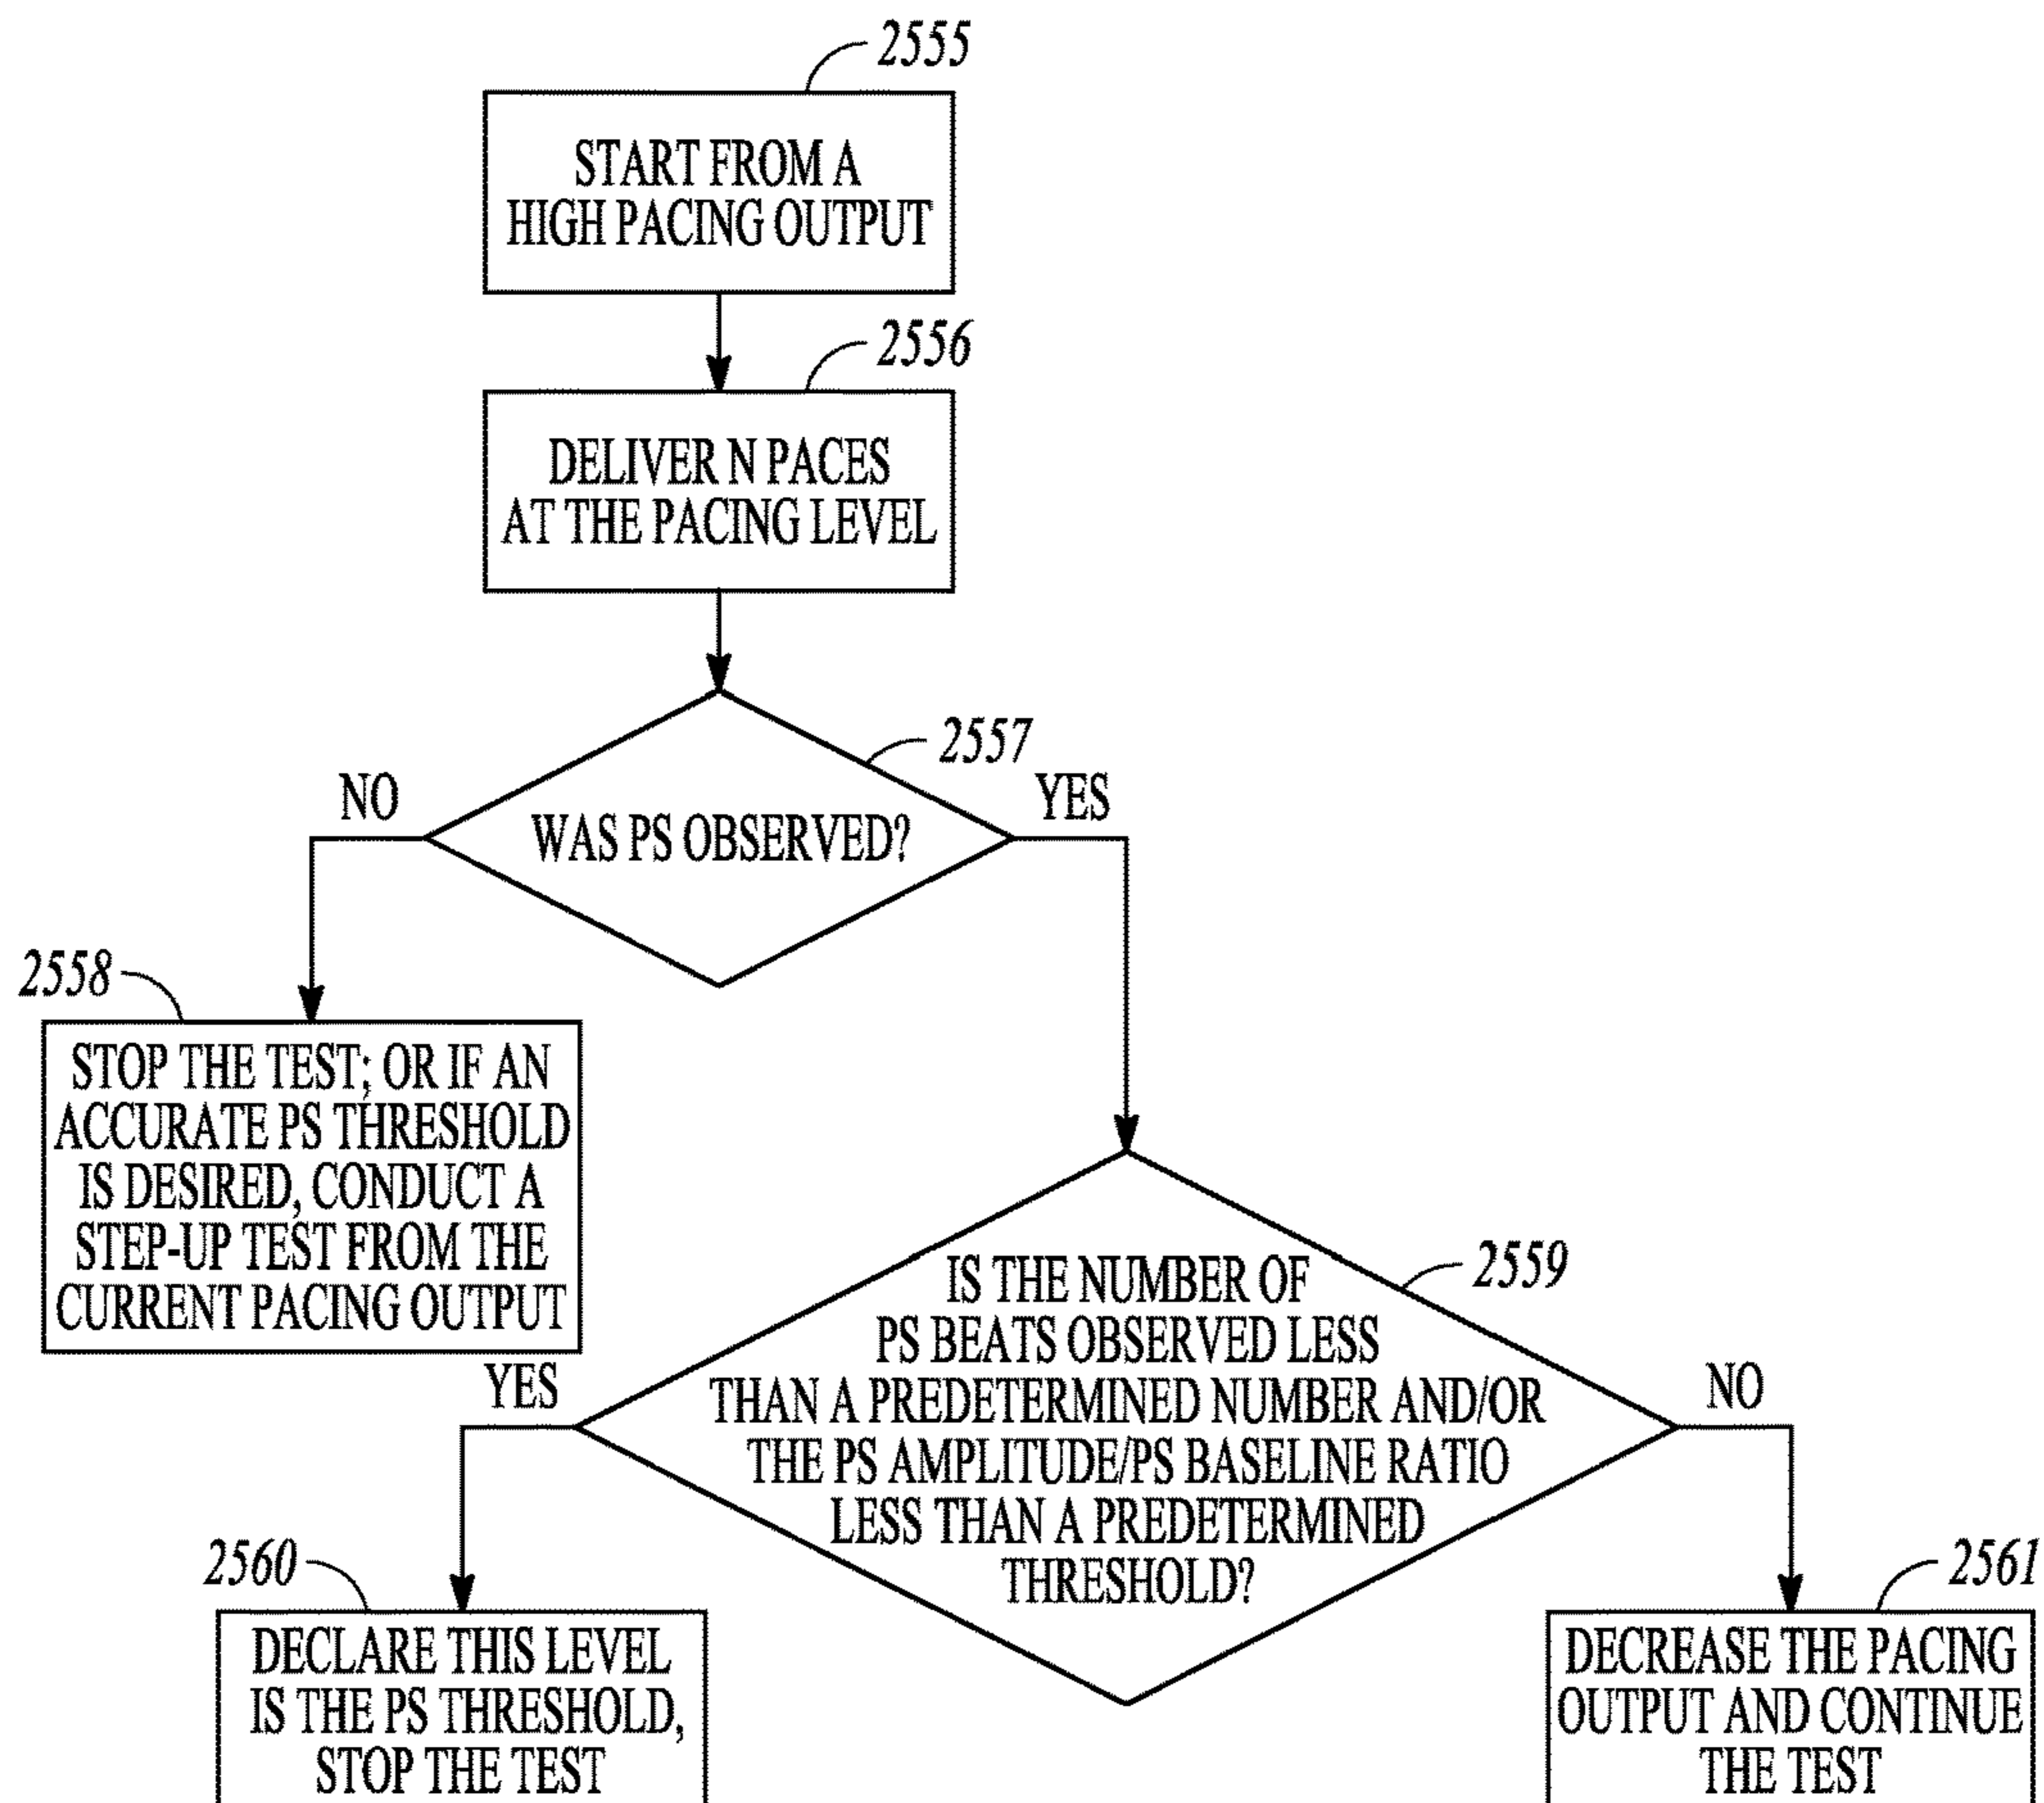 2555
START FROM A
HIGH PACING OUTPUT
2556
DELIVER N PACES
AT THE PACING LEVEL
2557
NO
YES
WAS PS OBSERVED?
2558
STOP THE TEST; OR IF AN
ACCURATE PS THRESHOLD
IS DESIRED, CONDUCT A
STEP-UP TEST FROM THE
CURRENT PACING OUTPUT
2559
IS THE NUMBER OF
PS BEATS OBSERVED LESS
THAN A PREDETERMINED NUMBER AND/OR
THE PS AMPLITUDE/PS BASELINE RATIO
LESS THAN A PREDETERMINED
THRESHOLD?
YES
NO
2560
DECLARE THIS LEVEL
IS THE PS THRESHOLD,
STOP THE TEST
2561
DECREASE THE PACING
OUTPUT AND CONTINUE
THE TEST